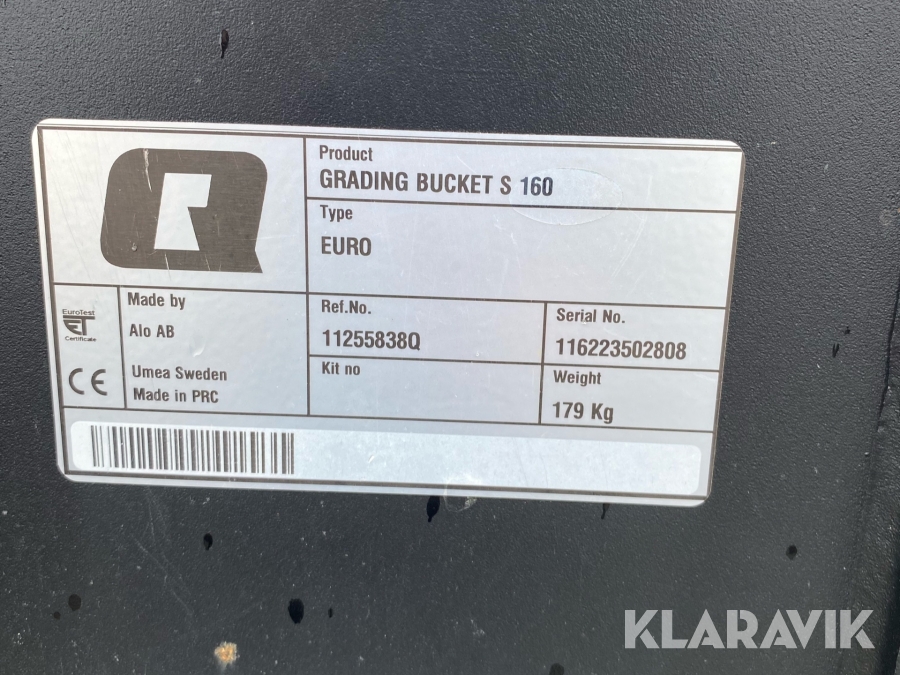 Product
GRADING BUCKET S 160
Type
EURO
EuroTest
ET
Certificate
CE
Made by
Alo AB
Umea Sweden
Made in PRC
Ref.No.
11255838Q
Serial No.
116223502808
Kit no
Weight
179 Kg
KLARAVIK